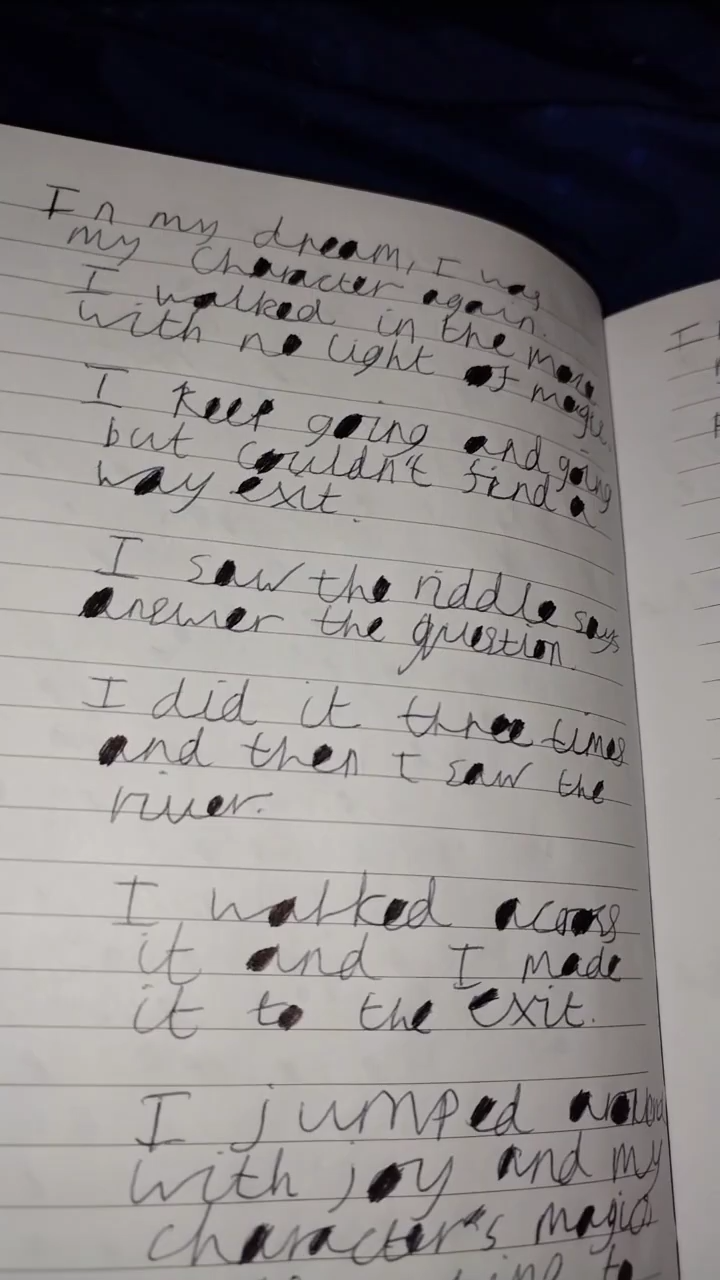 In my dream, I was
my character again.
I walked in the
with no light of magic
I keep going and going
but couldn't find a
way exit.
I saw the riddle says
answer the question.
I did it three times
and then I saw the
river.
I walked across
it and I made
it to the exit.
I jumped around
with joy and my
character's magic
to
I